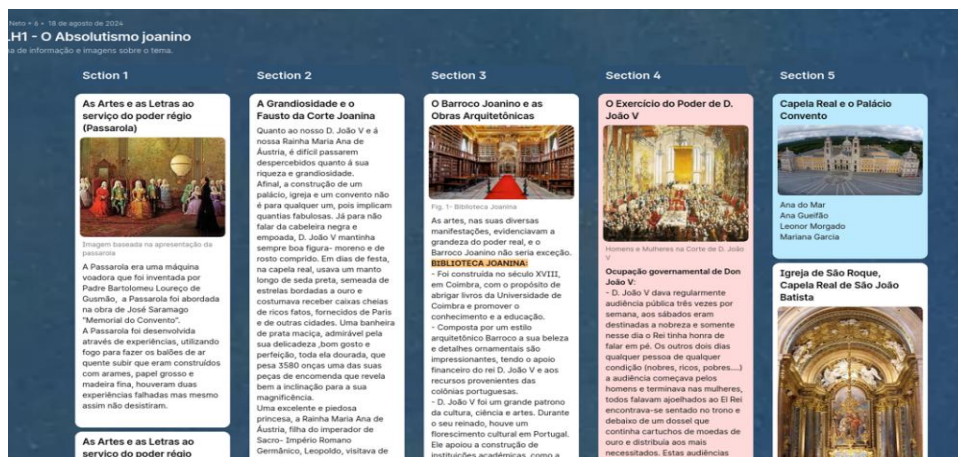 Neto • 8 • 18 de agosto de 2024
.H1 - O Absolutismo joanino
a de informação e imagens sobre o tema.
Sction 1
As Artes e as Letras ao
serviço do poder régio
(Passarola)
Imagem baseada na apresentação da
passarola
A Passarola era uma máquina
voadora que foi inventada por
Padre Bartolomeu Loureço de
Gusmão, a Passarola foi abordada
na obra de José Saramago
"Memorial do Convento".
A Passarola foi desenvolvida
através de experiências, utilizando
fogo para fazer os balões de ar
quente subir que eram construídos
com arames, papel grosso e
madeira fina, houveram duas
experiências falhadas mas mesmo
assim não desistiram.
As Artes e as Letras ao
serviço do poder régio
Section 2
A Grandiosidade e o
Fausto da Corte Joanina
Quanto ao nosso D. João V e á
nossa Rainha Maria Ana de
Áustria, é difícil passarem
despercebidos quanto á sua
riqueza e grandiosidade.
Afinal, a construção de um
palácio, igreja e um convento não
é para qualquer um, pois implicam
quantias fabulosas. Já para não
falar da cabeleira negra e
empoada, D. João V mantinha
sempre boa figura- moreno e de
rosto comprido. Em dias de festa,
na capela real, usava um manto
longo de seda preta, semeada de
estrelas bordadas a ouro e
costumava receber caixas cheias
de ricos fatos, fornecidos de Paris
e de outras cidades. Uma banheira
de prata maciça, admirável pela
sua delicadeza ,bom gosto e
perfeição, toda ela dourada, que
pesa 3580 onças uma das suas
peças de encomenda que revela
bem a inclinação para a sua
magnificência.
Uma excelente e piedosa
princesa, a Rainha Maria Ana de
Áustria, filha do imperador de
Sacro- Império Romano
Germânico, Leopoldo, visitava de
Section 3
O Barroco Joanino e as
Obras Arquitetônicas
Fig. 1- Biblioteca Joanina
As artes, nas suas diversas
manifestações, evidenciavam a
grandeza do poder real, e o
Barroco Joanino não seria exceção.
BIBLIOTECA JOANINA:
- Foi construída no século XVIII,
em Coimbra, com o propósito de
abrigar livros da Universidade de
Coimbra e promover o
conhecimento e a educação.
- Composta por um estilo
arquitetônico Barroco a sua beleza
e detalhes ornamentais são
impressionantes, tendo o apoio
financeiro do rei D. João V e aos
recursos provenientes das
colônias portuguesas.
- D. João V foi um grande patrono
da cultura, ciência e artes. Durante
o seu reinado, houve um
florescimento cultural em Portugal.
Ele apoiou a construção de
instituições académicas, como a
Section 4
O Exercício do Poder de D.
João V
Homens e Mulheres na Corte de D. João
V
Ocupação governamental de Don
João V:
- D. João V dava regularmente
audiência pública três vezes por
semana, aos sábados eram
destinadas a nobreza e somente
nesse dia o Rei tinha honra de
falar em pé. Os outros dois dias
qualquer pessoa de qualquer
condição (nobres, ricos, pobres....)
a audiência começava pelos
homens e terminava nas mulheres,
todos falavam ajoelhados ao El Rei
encontrava-se sentado no trono e
debaixo de um dossel que
continha cartuchos de moedas de
ouro e distribuía aos mais
necessitados. Estas audiências
Section 5
Capela Real e o Palácio
Convento
Ana do Mar
Ana Gueifão
Leonor Morgado
Mariana Garcia
Igreja de São Roque,
Capela Real de São João
Batista